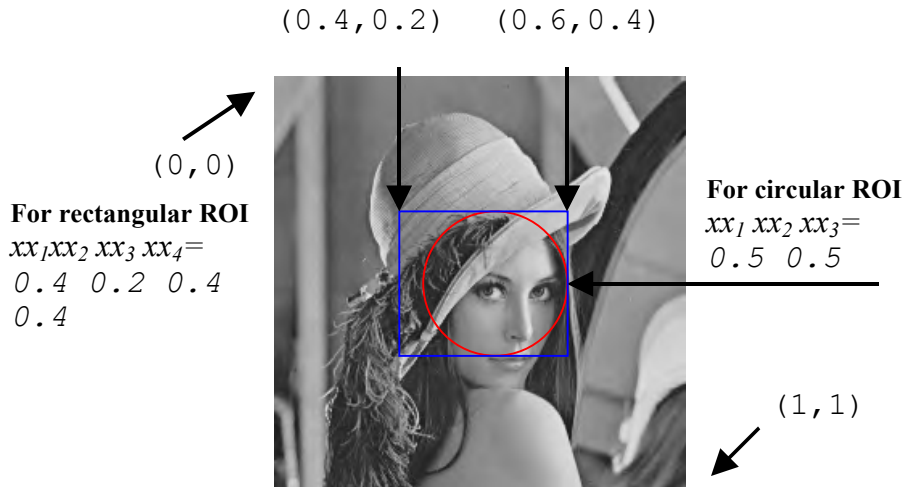 (0.4,0.2) (0.6,0.4)
(0,0)
For rectangular ROI
xx1xx2 xx3 xx4=
0.4 0.2 0.4
0.4
For circular ROI
xx1 xx2 xx3=
0.5 0.5
(1,1)